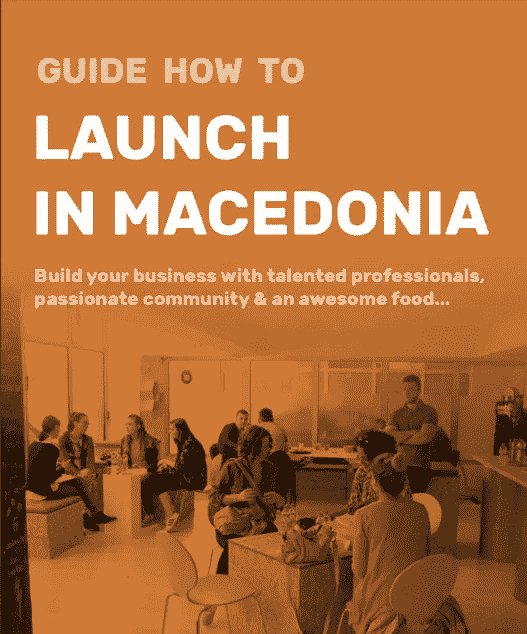 GUIDE HOW TO
LAUNCH
IN MACEDONIA
Build your business with talented professionals,
passionate community & an awesome food...